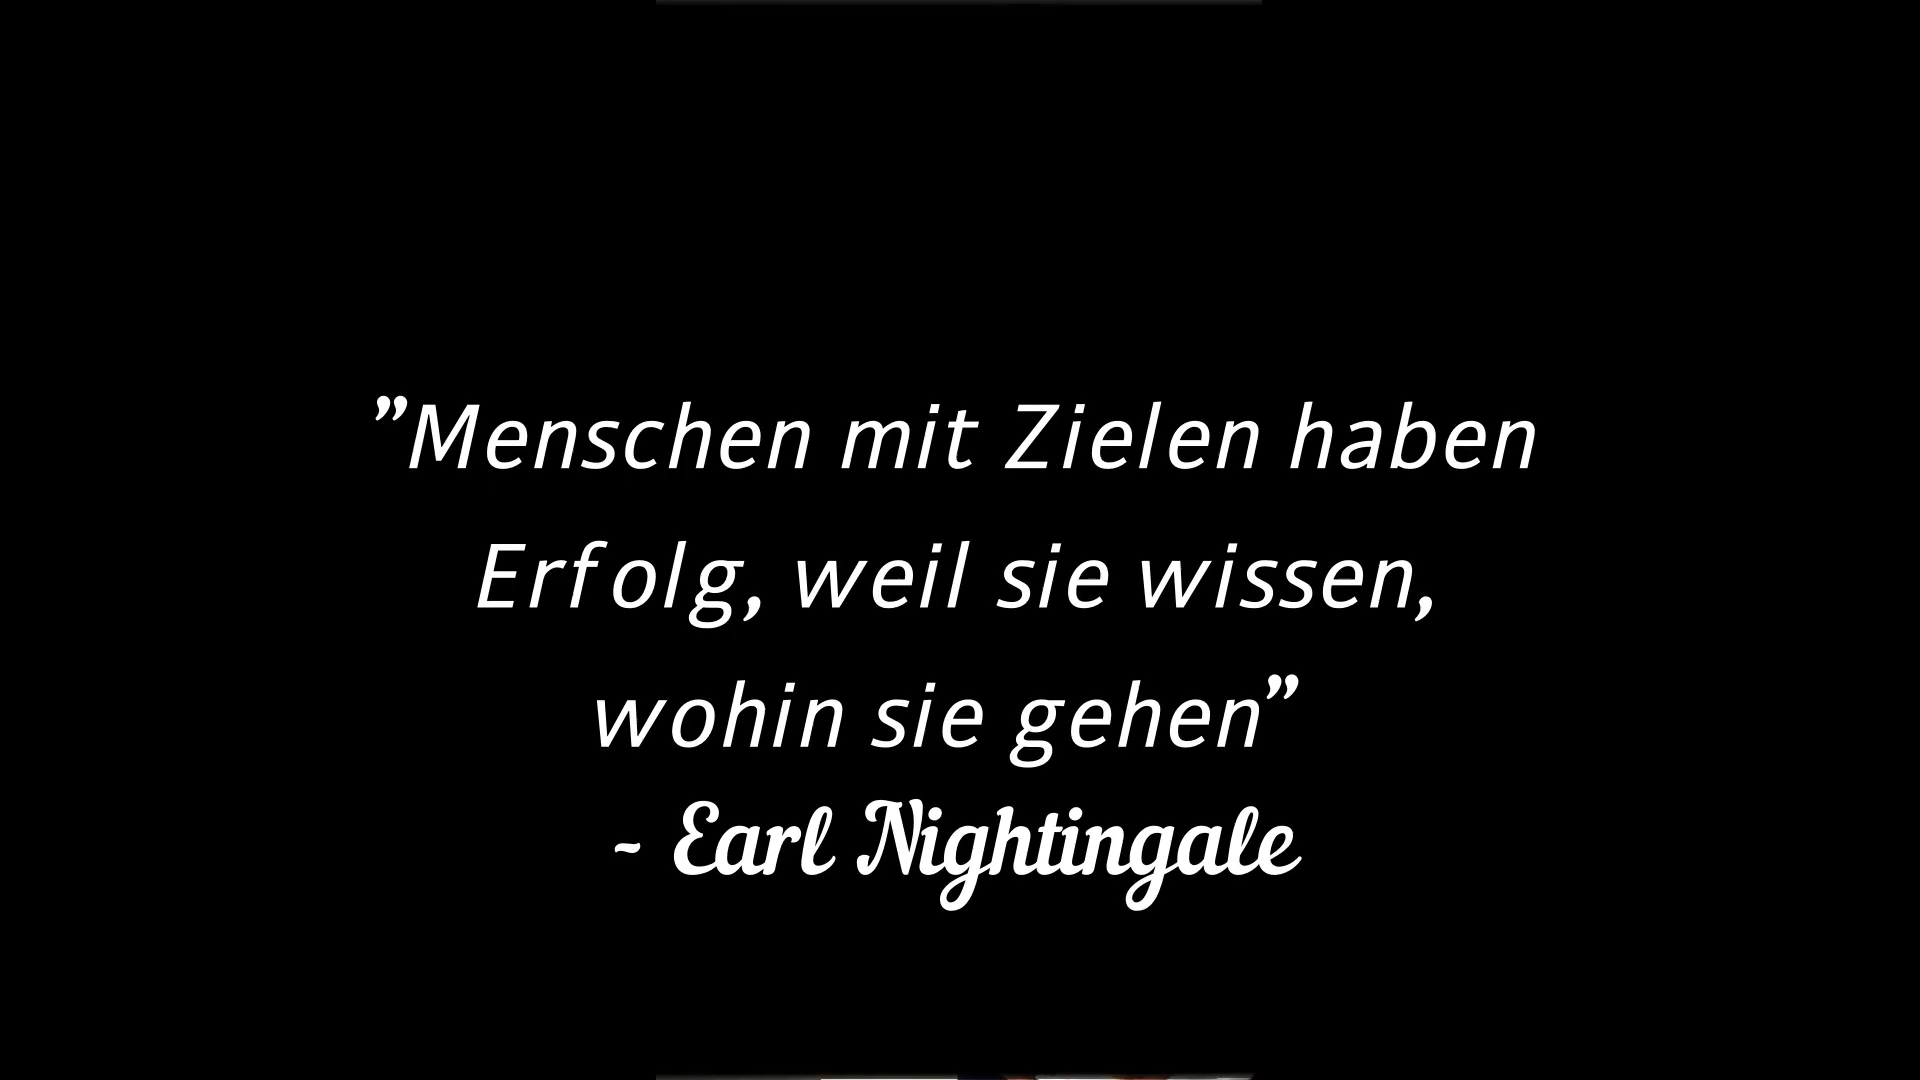 ”Menschen mit Zielen haben
Erfolg, weil sie wissen,
wohin sie gehen”
~ Earl Nightingale